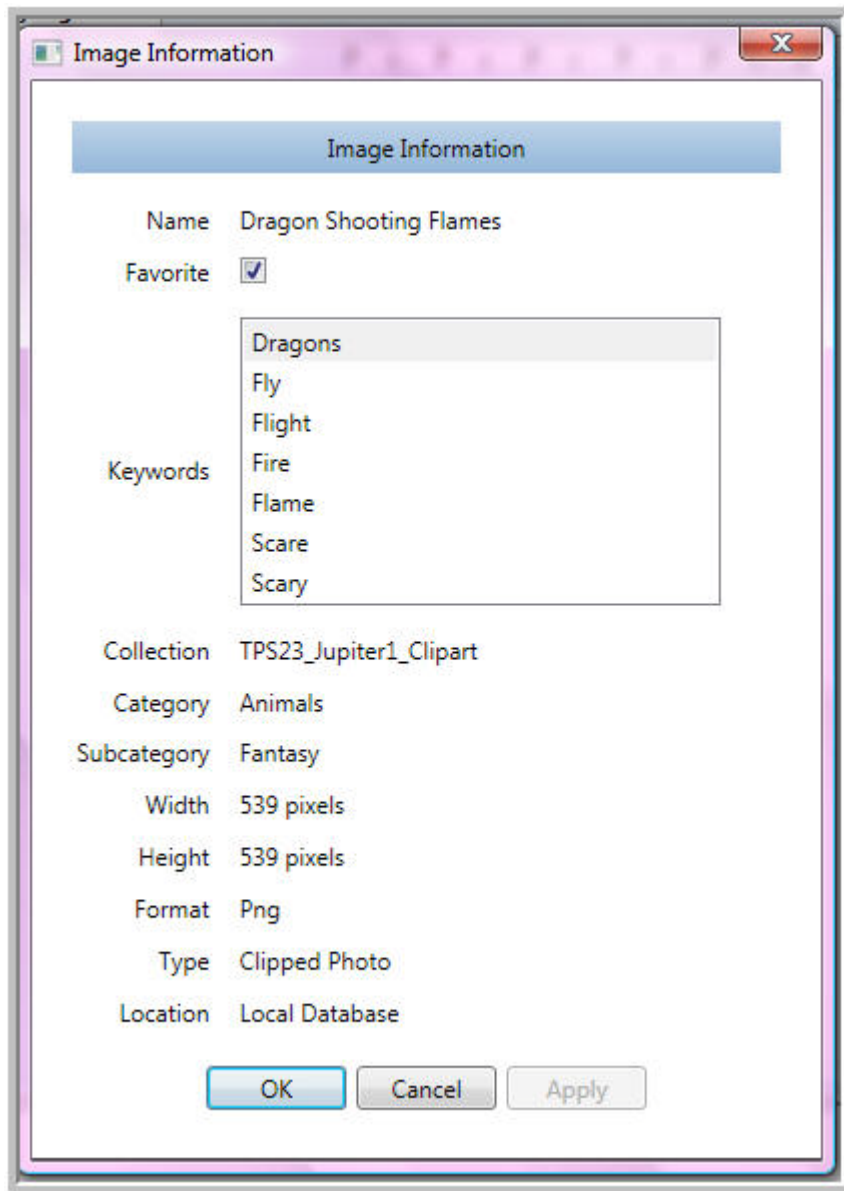 Image Information
Image Information
Name Dragon Shooting Flames
Favorite
Keywords
Dragons
Fly
Flight
Fire
Flame
Scare
Scary
Collection TPS23_Jupiter1_Clipart
Category Animals
Subcategory Fantasy
Width 539 pixels
Height 539 pixels
Format Png
Type Clipped Photo
Location Local Database
OK Cancel Apply